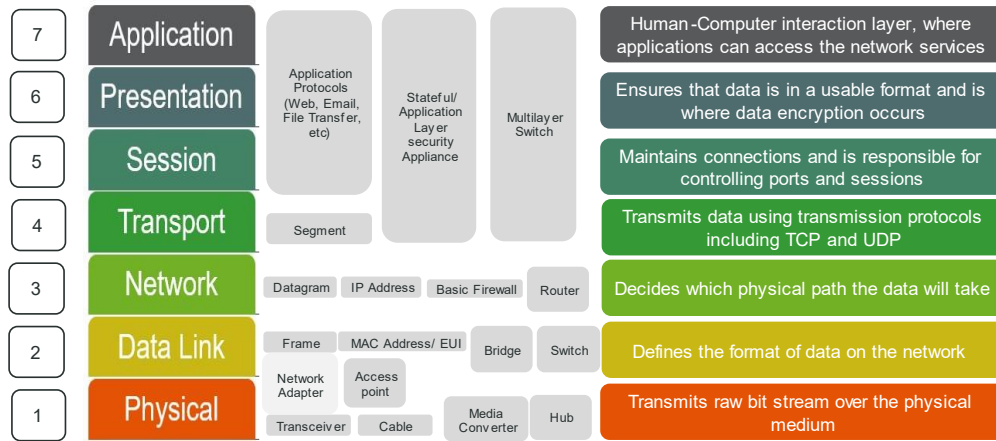 7
Application
Human-Computer interaction layer, where
applications can access the network services
Application
Protocols
(Web, Email,
File Transfer,
etc)
Stateful/
Application
Layer
security
Appliance
Multilayer
Switch
6
Presentation
Ensures that data is in a usable format and is
where data encryption occurs
5
Session
Maintains connections and is responsible for
controlling ports and sessions
4
Transport
Segment
Transmits data using transmission protocols
including TCP and UDP
3
Network
Datagram
IP Address
Basic Firewall
Router
Decides which physical path the data will take
2
Data Link
Frame
MAC Address/ EUI
Bridge
Switch
Defines the format of data on the network
Network
Adapter
Access
point
1
Physical
Transceiver
Cable
Media
Converter
Hub
Transmits raw bit stream over the physical
medium